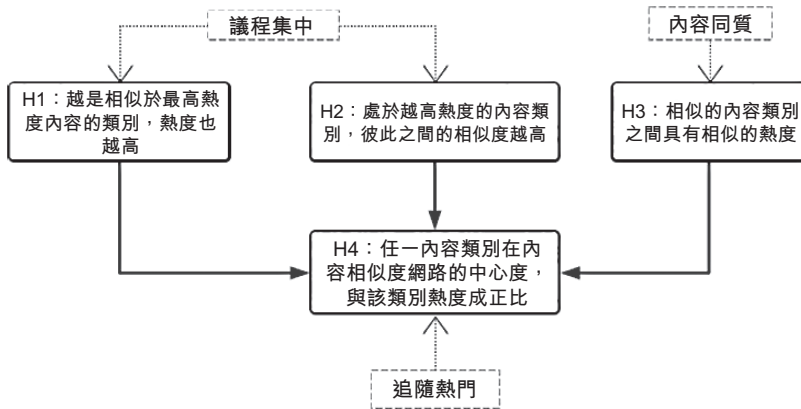 議程集中
內容同質
H1：越是相似於最高熱
度內容的類別，熱度也
越高
H2：處於越高熱度的內容類
別，彼此之間的相似度越高
H3：相似的內容類別
之間具有相似的熱度
H4：任一內容類別在內
容相似度網路的中心度，
與該類別熱度成正比
追隨熱門